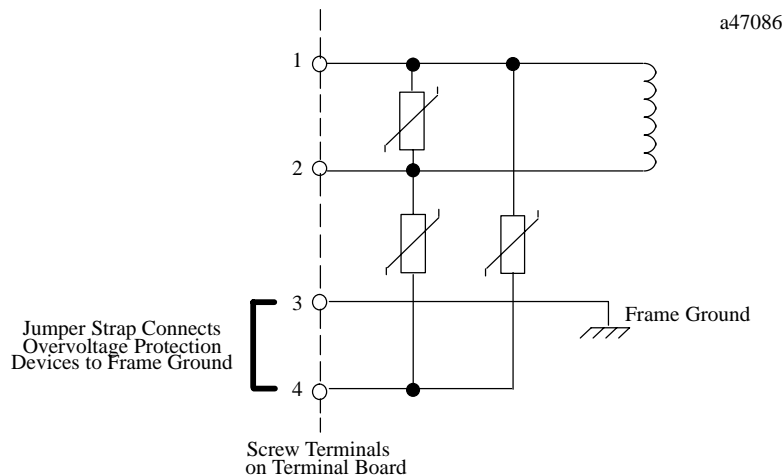 a47086
1
2
3
Frame Ground
Jumper Strap Connects
Overvoltage Protection
Devices to Frame Ground
4
Screw Terminals
on Terminal Board